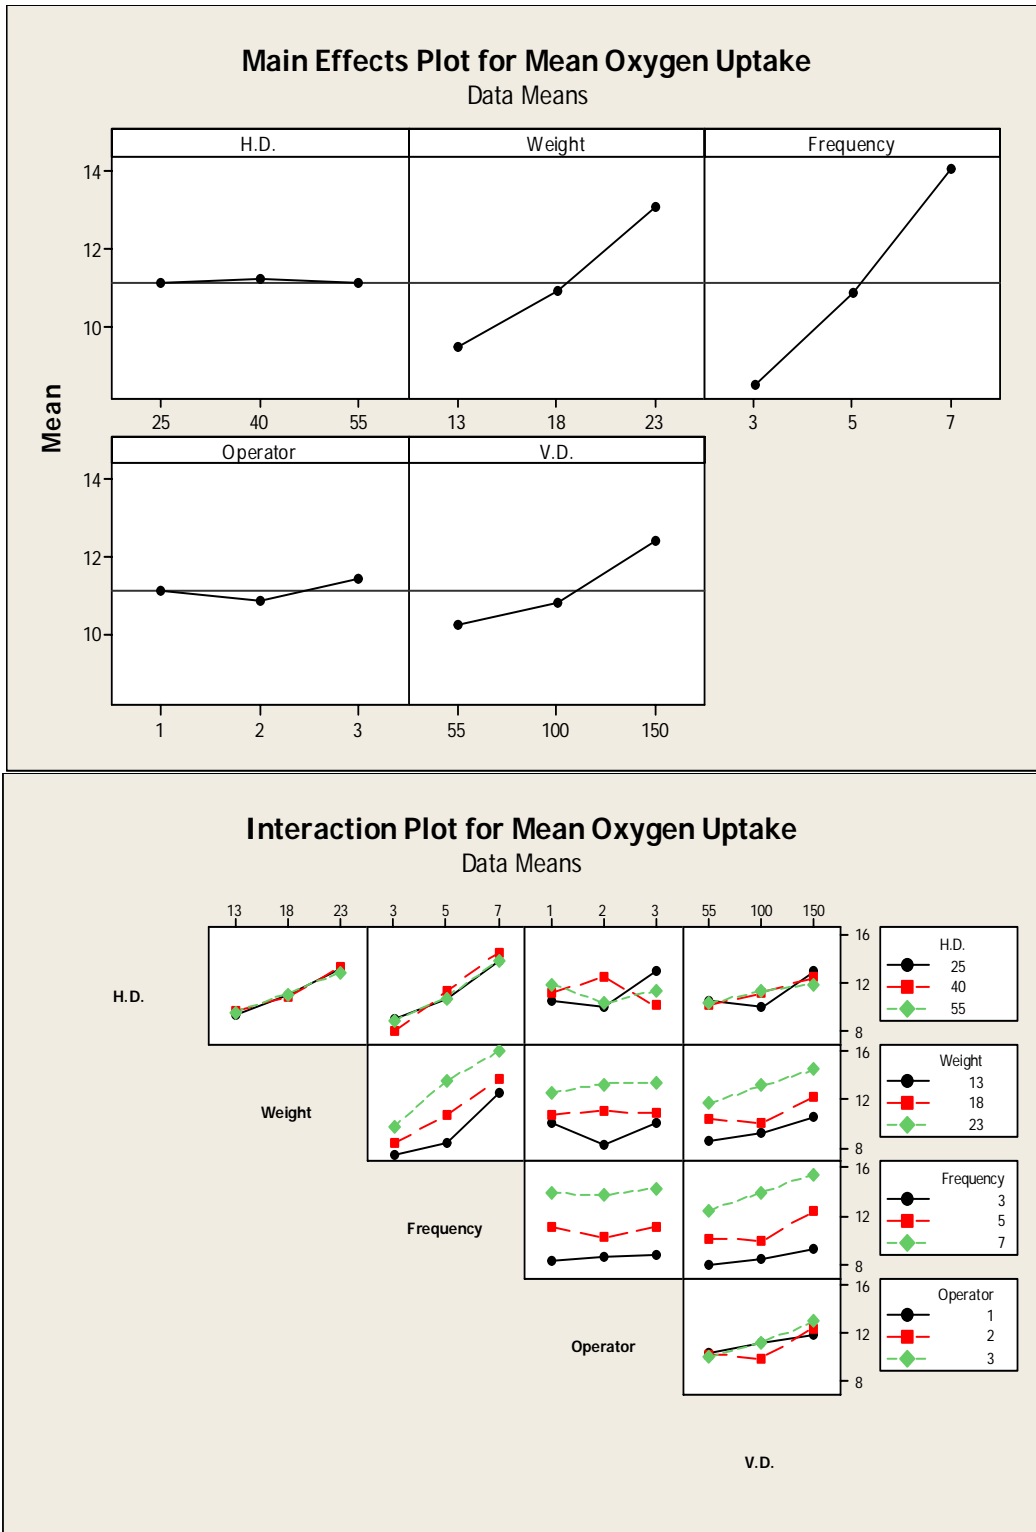 Main Effects Plot for Mean Oxygen Uptake
Data Means
H.D. Weight Frequency
14
12
10
25 40 55 13 18 23 3 5 7
Mean
Operator V.D.
14
12
10
1 2 3 55 100 150
Interaction Plot for Mean Oxygen Uptake
Data Means
13 18 23 3 5 7 1 2 3 55 100 150
H.D.
16
12
8
H.D.
25
40
55
Weight
16
12
8
Weight
13
18
23
Frequency
16
12
8
Frequency
3
5
7
Operator
16
12
8
Operator
1
2
3
V.D.